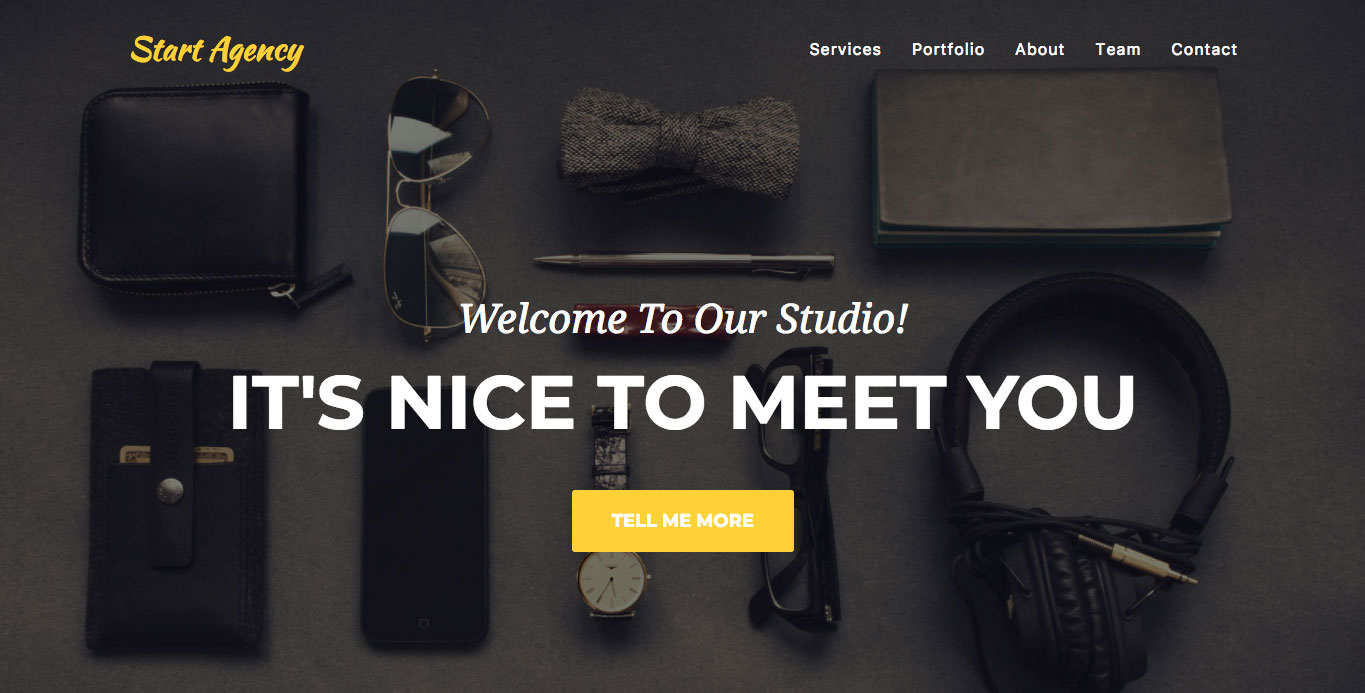 Start Agency
Services Portfolio About Team Contact
Welcome To Our Studio!
IT'S NICE TO MEET YOU
TELL ME MORE